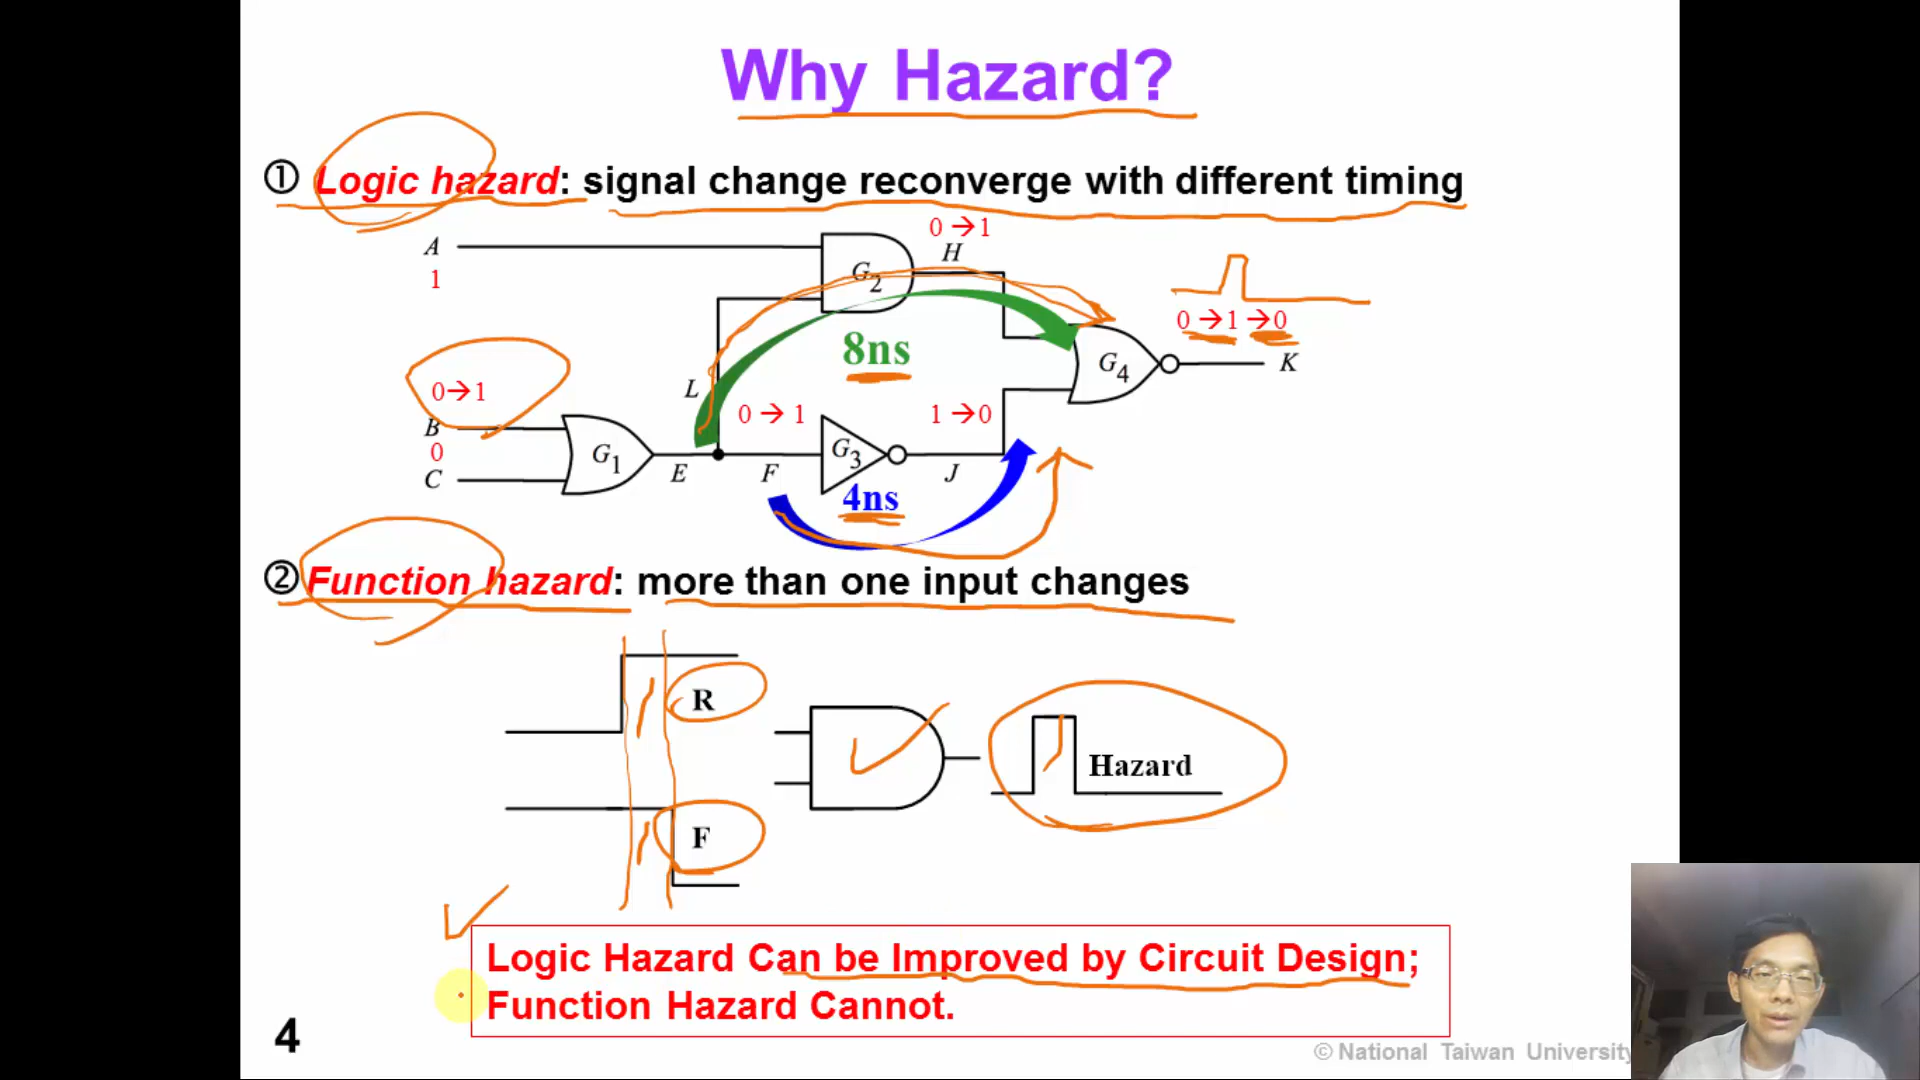 Why Hazard?
① Logic hazard: signal change reconverge with different timing
0 →1
A
H
1
G2
0 →1 →0
8ns
G4
K
L
0→1
0 → 1
1 →0
B
0
G1
G3
C
E
F
J
4ns
② Function hazard: more than one input changes
R
Hazard
F
Logic Hazard Can be Improved by Circuit Design;
Function Hazard Cannot.
4
© National Taiwan University